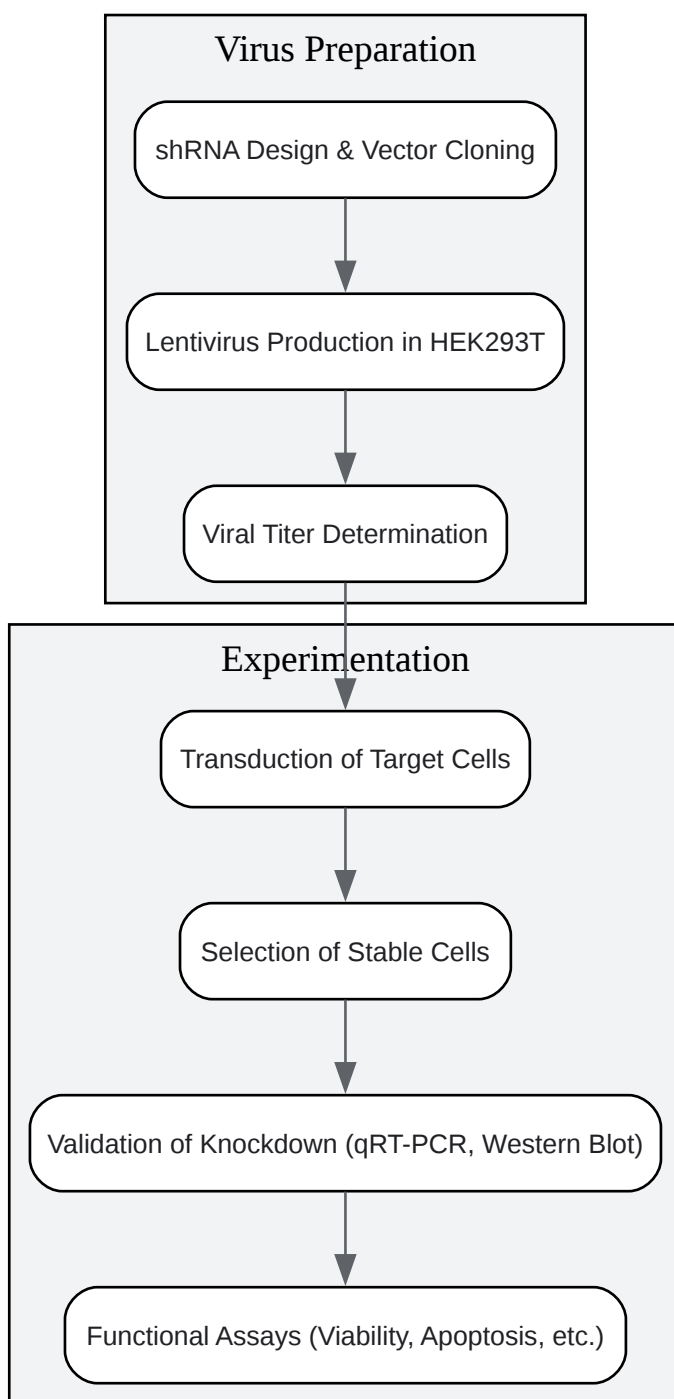 Virus Preparation
shRNA Design & Vector Cloning
Lentivirus Production in HEK293T
Viral Titer Determination
Experimentation
Transduction of Target Cells
Selection of Stable Cells
Validation of Knockdown (qRT-PCR, Western Blot)
Functional Assays (Viability, Apoptosis, etc.)